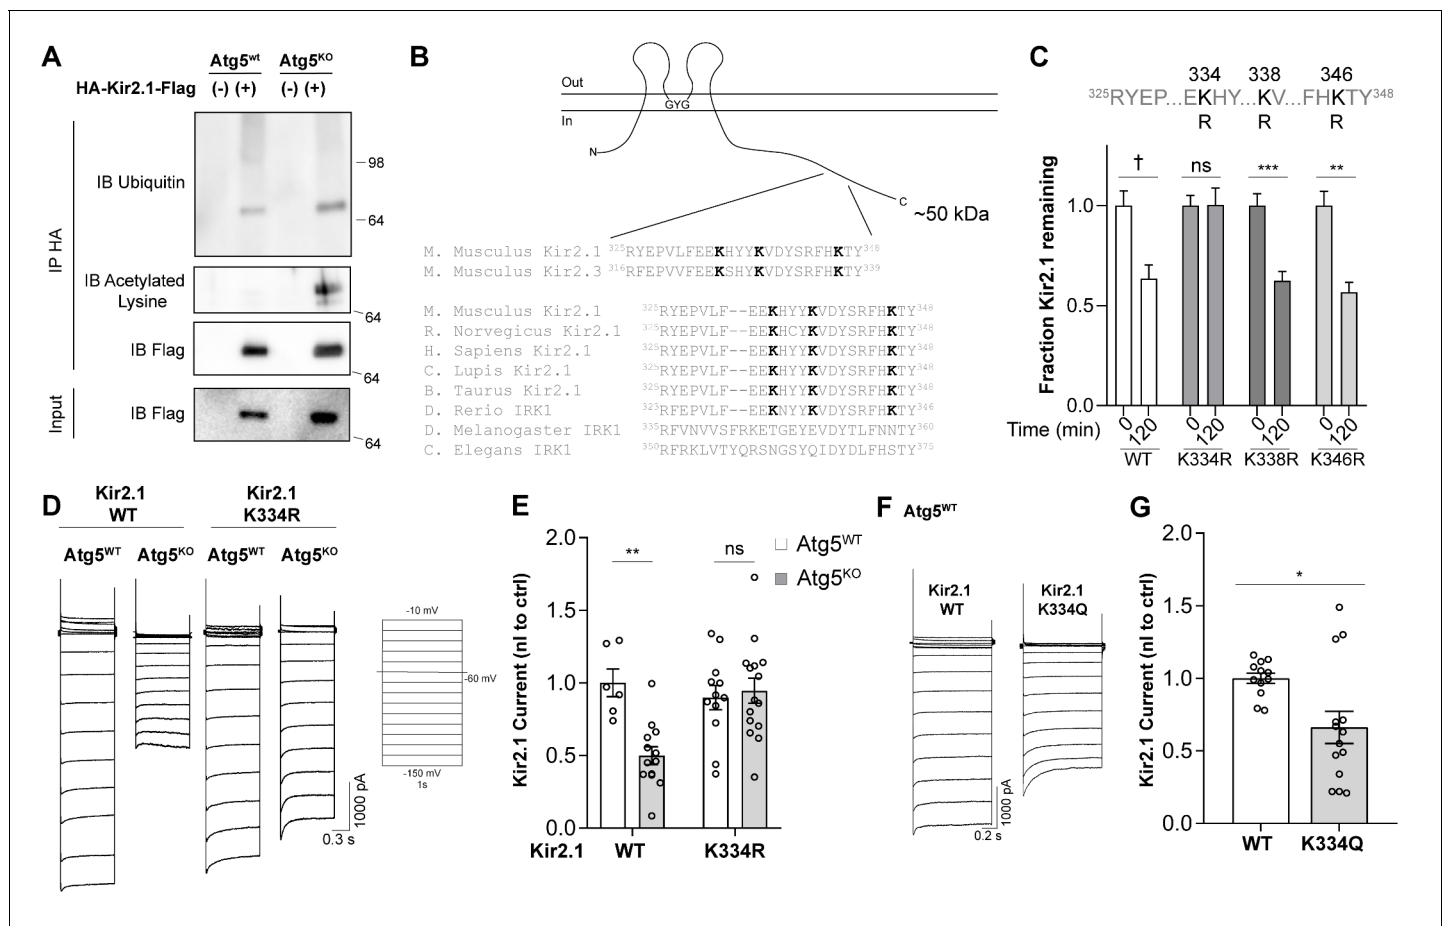 A
Atg5wt Atg5KO
HA-Kir2.1-Flag (-) (+) (-) (+)
IP HA
IB Ubiquitin
98
64
IB Acetylated
Lysine
64
IB Flag
64
Input
IB Flag
64
B
Out
GYG
In
N
C
~50 kDa
M. Musculus Kir2.1 325RYEPVLFEEKHYYKVDYSRFHKTY348
M. Musculus Kir2.3 316RFEPVVFEEKSHYKVDYSRFHKTY339
M. Musculus Kir2.1 325RYEPVLF--EEKHYYKVDYSRFHKTY348
R. Norvegicus Kir2.1 325RYEPVLF--EEKHCYKVDYSRFHKTY348
H. Sapiens Kir2.1 325RYEPVLF--EEKHYYKVDYSRFHKTY348
C. Lupis Kir2.1 325RYEPVLF--EEKHYYKVDYSRFHKTY348
B. Taurus Kir2.1 325RYEPVLF--EEKHYYKVDYSRFHKTY348
D. Rerio IRK1 323RFEPVLF--EEKNYYKVDYSRFHKTY346
D. Melanogaster IRK1 335RFVNVVSFRKETGEYEVDYTLFNNTY360
C. Elegans IRK1 350RFRKLVTYQRSNGSYQIDYDLFHSTY375
C
334 338 346
325RYEP...EKHY...KV...FHKTY348
R R R
† ns *** **
Fraction Kir2.1 remaining
1.0
0.5
0.0
Time (min) 0 120 0 120 0 120 0 120
WT K334R K338R K346R
D
Kir2.1
WT
Kir2.1
K334R
Atg5WT Atg5KO Atg5WT Atg5KO
-10 mV
-60 mV
-150 mV
1s
1000 pA
0.3 s
E
Kir2.1 Current (nl to ctrl)
2.0
1.5
1.0
0.5
0.0
** ns
Atg5WT
Atg5KO
Kir2.1 WT K334R
F
Atg5WT
Kir2.1
WT
Kir2.1
K334Q
1000 pA
0.2 s
G
Kir2.1 Current (nl to ctrl)
2.0
1.5
1.0
0.5
0.0
*
WT K334Q